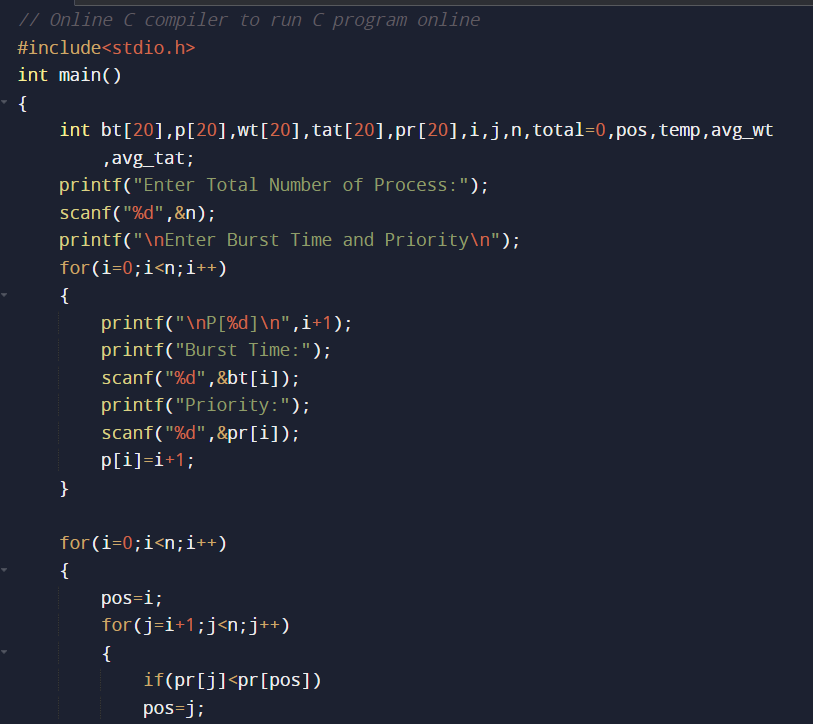 // Online C compiler to run C program online
#include<stdio.h>
int main()
{
    int bt[20],p[20],wt[20],tat[20],pr[20],i,j,n,total=0,pos,temp,avg_wt
        ,avg_tat;
    printf("Enter Total Number of Process:");
    scanf("%d",&n);
    printf("\nEnter Burst Time and Priority\n");
    for(i=0;i<n;i++)
    {
        printf("\nP[%d]\n",i+1);
        printf("Burst Time:");
        scanf("%d",&bt[i]);
        printf("Priority:");
        scanf("%d",&pr[i]);
        p[i]=i+1;
    }

    for(i=0;i<n;i++)
    {
        pos=i;
        for(j=i+1;j<n;j++)
        {
            if(pr[j]<pr[pos])
            pos=j;